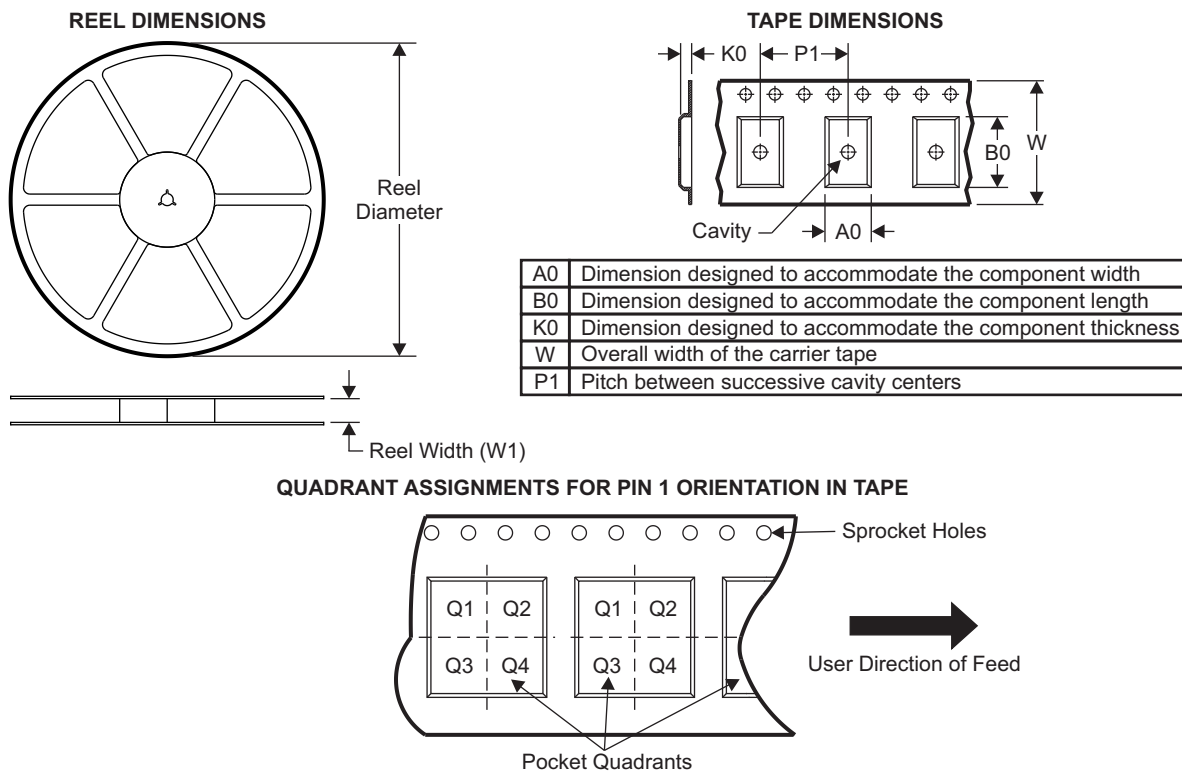 REEL DIMENSIONS
Reel
Diameter
Reel Width (W1)
TAPE DIMENSIONS
K0
P1
B0
W
Cavity
A0
A0 Dimension designed to accommodate the component width
B0 Dimension designed to accommodate the component length
K0 Dimension designed to accommodate the component thickness
W Overall width of the carrier tape
P1 Pitch between successive cavity centers
QUADRANT ASSIGNMENTS FOR PIN 1 ORIENTATION IN TAPE
Sprocket Holes
Q1 Q2 Q1 Q2
Q3 Q4 Q3 Q4
User Direction of Feed
Pocket Quadrants